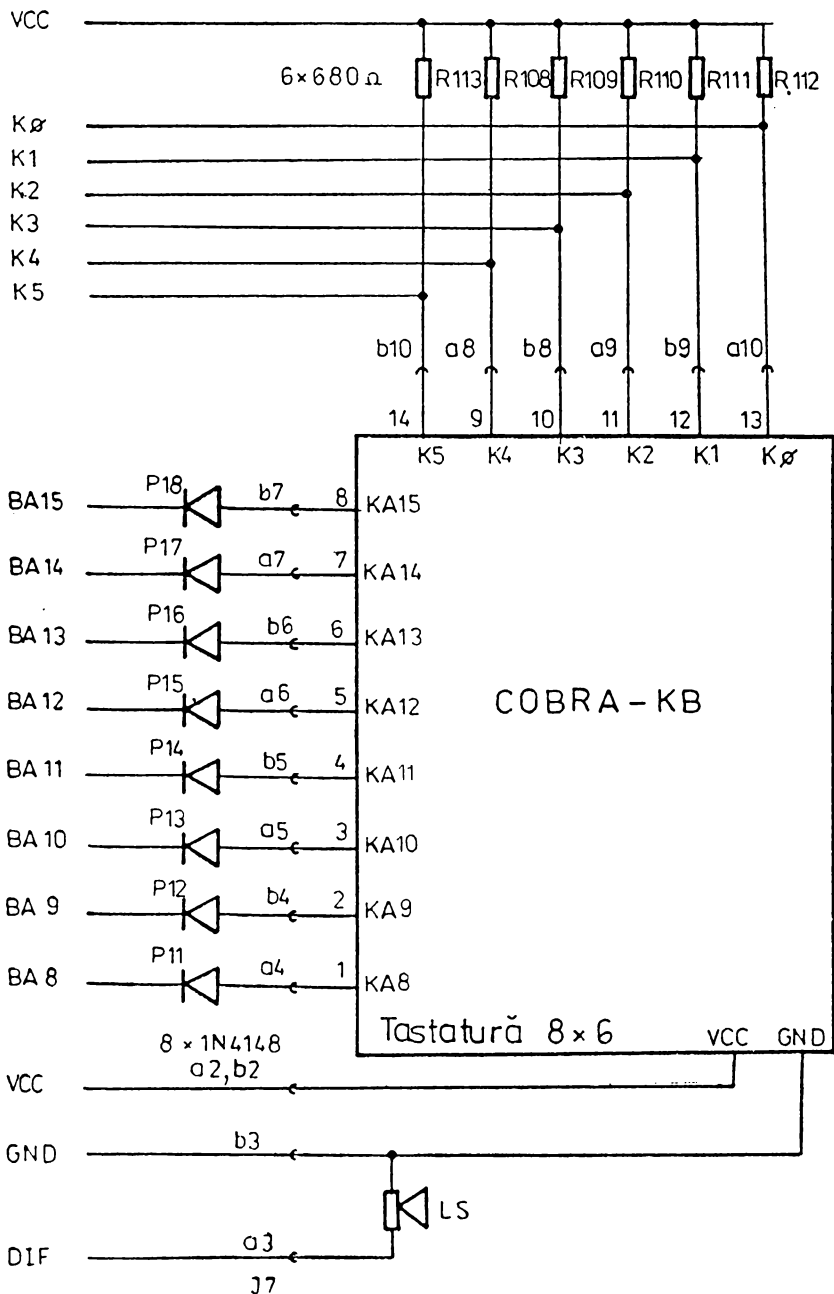 VCC
6×680Ω R113 R108 R109 R110 R111 R112
KØ
K1
K2
K3
K4
K5
b10 a8 b8 a9 b9 a10
14 9 10 11 12 13
K5 K4 K3 K2 K1 KØ
BA15 P18 b7 8 KA15
BA14 P17 a7 7 KA14
BA13 P16 b6 6 KA13
BA12 P15 a6 5 KA12
COBRA-KB
BA11 P14 b5 4 KA11
BA10 P13 a5 3 KA10
BA9 P12 b4 2 KA9
BA8 P11 a4 1 KA8
Tastatură 8×6 VCC GND
8×1N4148
VCC a2,b2
GND b3
LS
DIF a3
J7